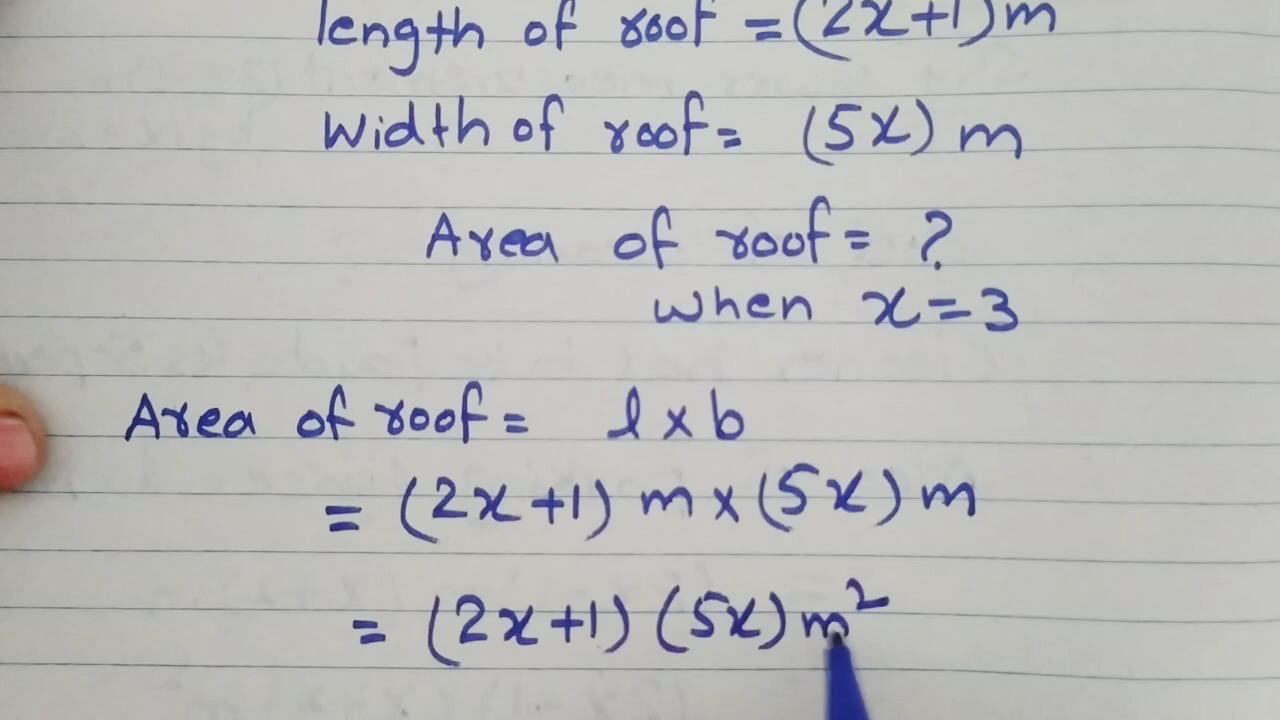 length of roof = (2x+1) m
Width of roof = (5x) m
Area of roof = ?
when x = 3
Area of roof = l x b
= (2x+1) m x (5x) m
= (2x+1) (5x) m²